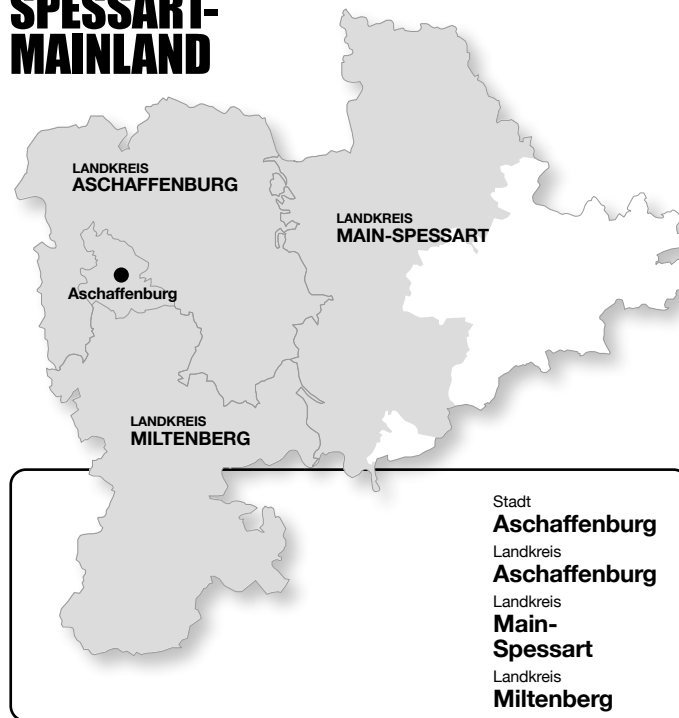 SPESSART-
MAINLAND
LANDKREIS
ASCHAFFENBURG
LANDKREIS
MAIN-SPESSART
Aschaffenburg
LANDKREIS
MILTENBERG
Stadt
Aschaffenburg
Landkreis
Aschaffenburg
Landkreis
Main-
Spessart
Landkreis
Miltenberg